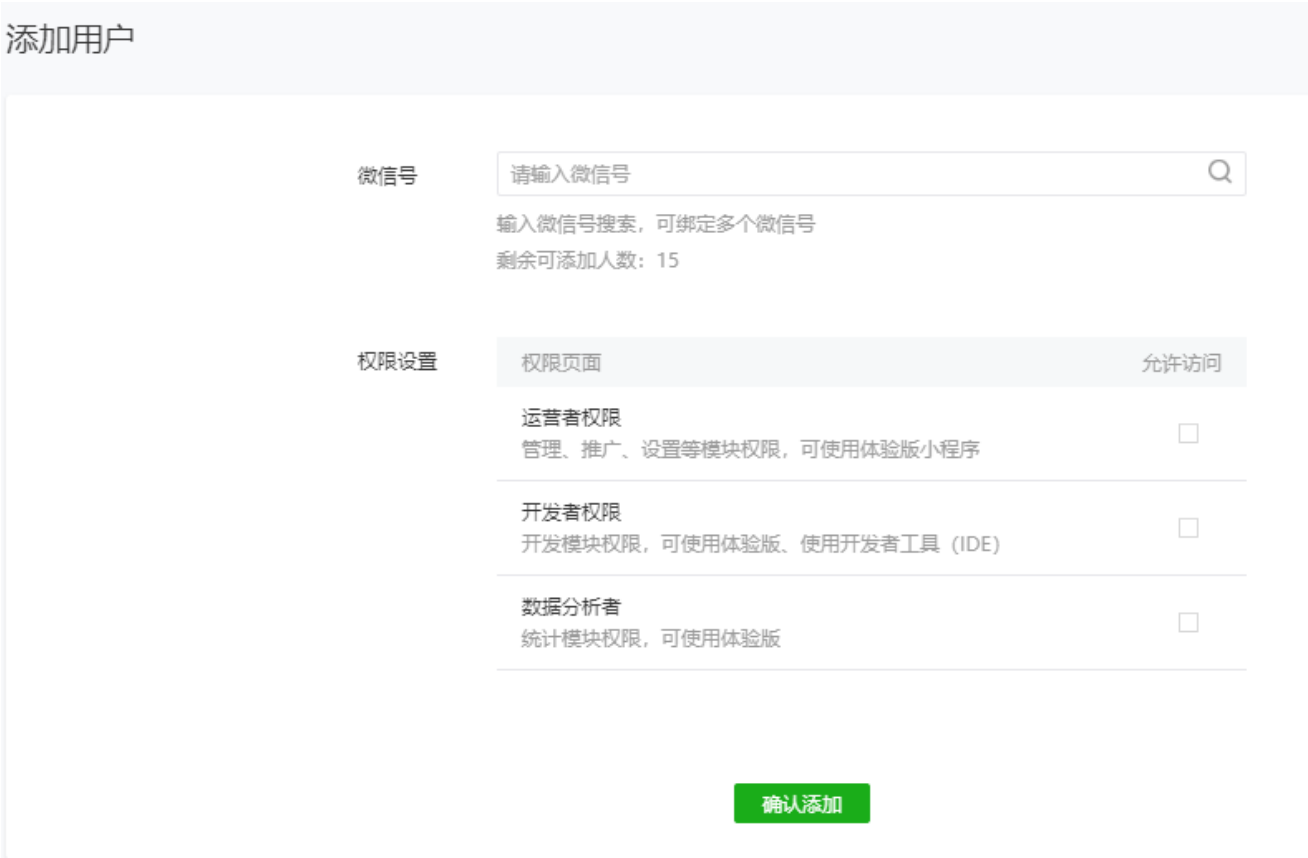 添加用户
微信号
请输入微信号
输入微信号搜索，可绑定多个微信号
剩余可添加人数：15
权限设置
权限页面
允许访问
运营者权限
管理、推广、设置等模块权限，可使用体验版小程序
开发者权限
开发模块权限，可使用体验版、使用开发者工具（IDE）
数据分析者
统计模块权限，可使用体验版
确认添加